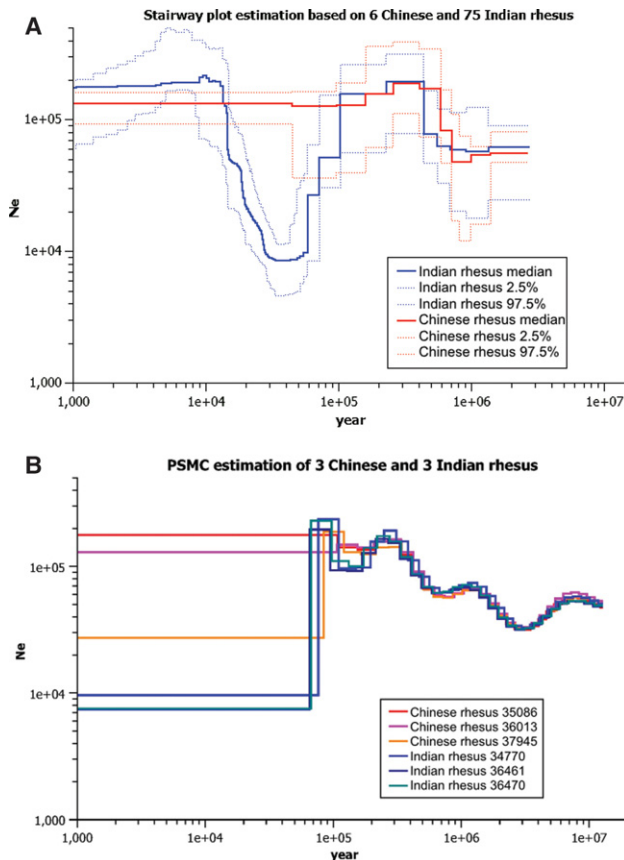 A
Stairway plot estimation based on 6 Chinese and 75 Indian rhesus
1e+05
1e+04
1,000
Ne
Indian rhesus median
Indian rhesus 2.5%
Indian rhesus 97.5%
Chinese rhesus median
Chinese rhesus 2.5%
Chinese rhesus 97.5%
1,000 1e+04 1e+05 1e+06 1e+07
year
B
PSMC estimation of 3 Chinese and 3 Indian rhesus
1e+05
1e+04
1,000
Ne
Chinese rhesus 35086
Chinese rhesus 36013
Chinese rhesus 37945
Indian rhesus 34770
Indian rhesus 36461
Indian rhesus 36470
1,000 1e+04 1e+05 1e+06 1e+07
year